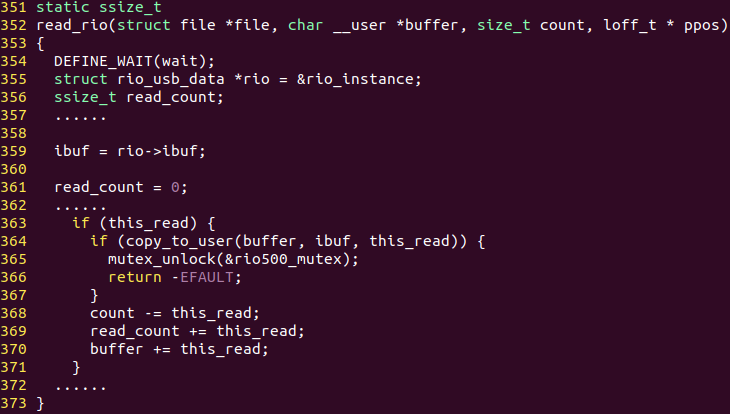 351 static ssize_t
352 read_rio(struct file *file, char __user *buffer, size_t count, loff_t * ppos)
353 {
354   DEFINE_WAIT(wait);
355   struct rio_usb_data *rio = &rio_instance;
356   ssize_t read_count;
357   ......
358
359   ibuf = rio->ibuf;
360
361   read_count = 0;
362   ......
363     if (this_read) {
364       if (copy_to_user(buffer, ibuf, this_read)) {
365         mutex_unlock(&rio500_mutex);
366         return -EFAULT;
367       }
368       count -= this_read;
369       read_count += this_read;
370       buffer += this_read;
371     }
372   ......
373 }